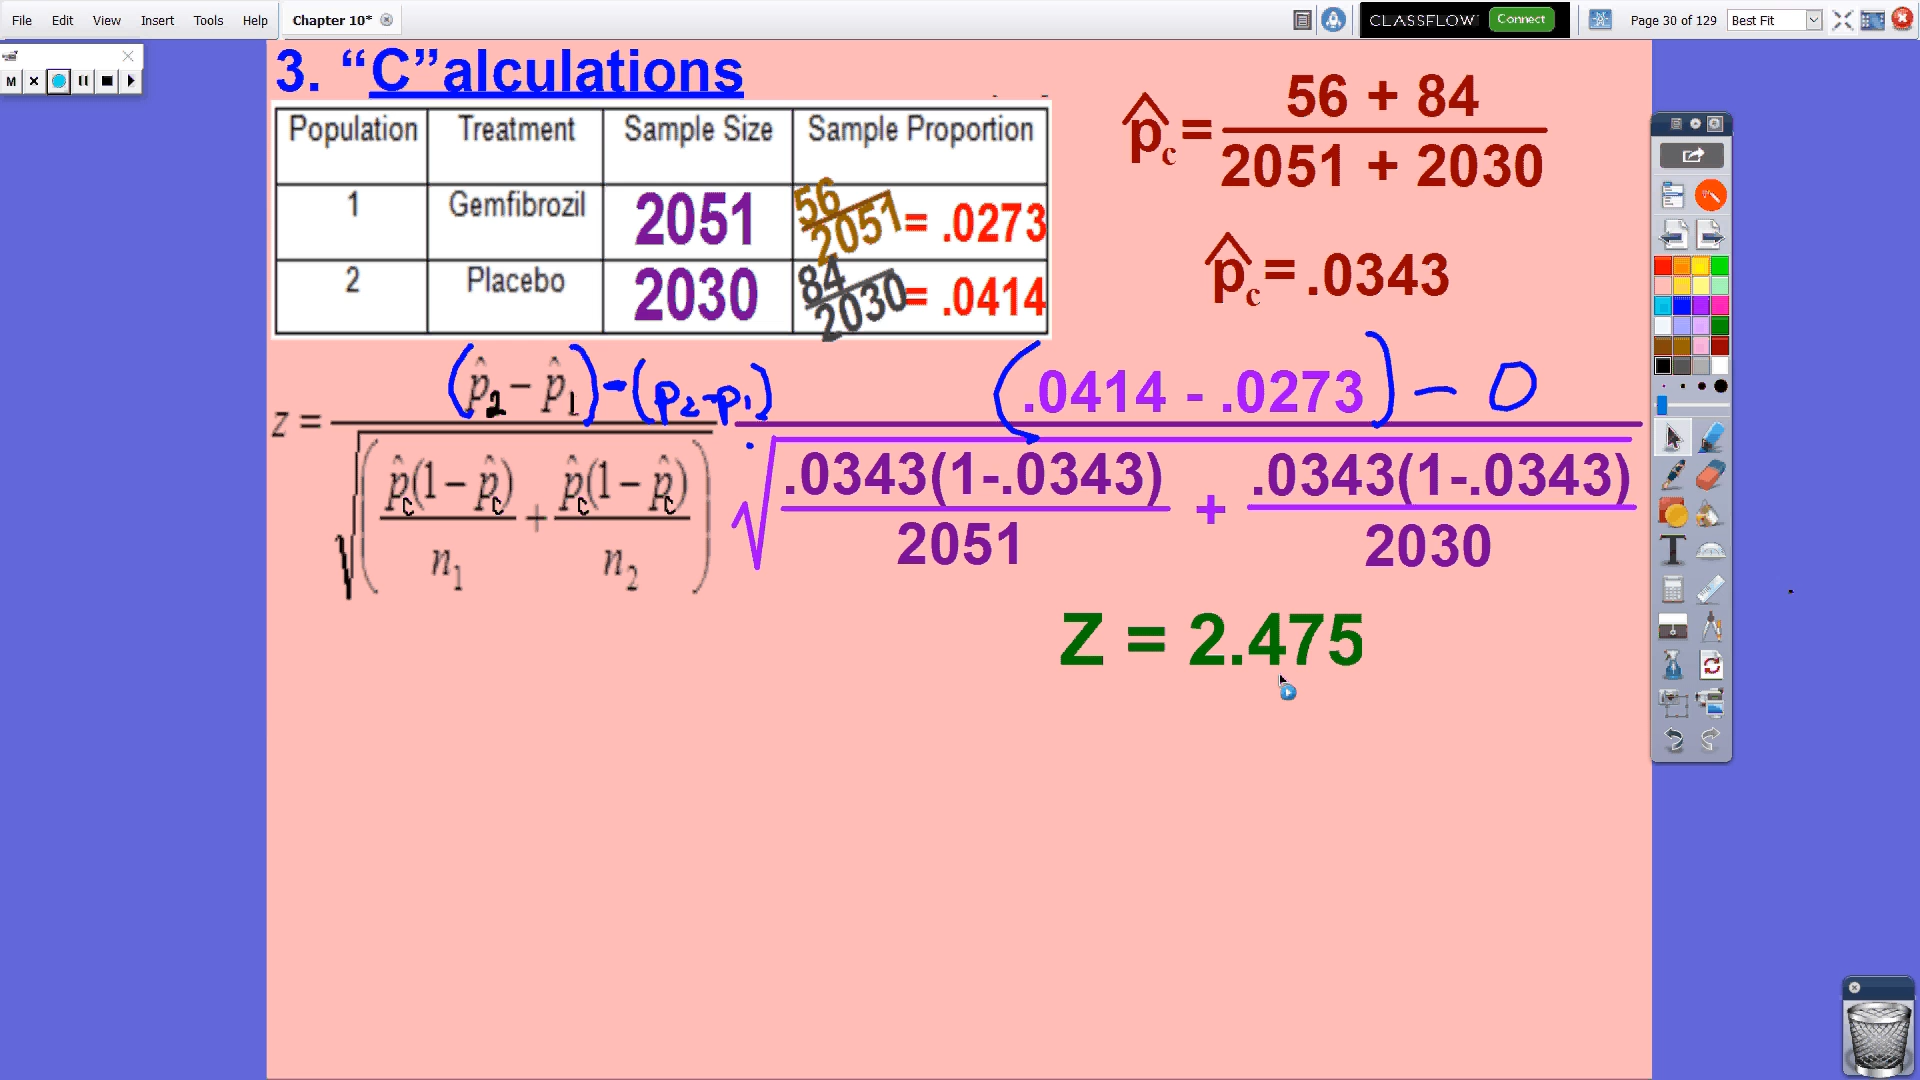 File Edit View Insert Tools Help Chapter 10* CLASSFLOW Connect Page 30 of 129 Best Fit
M
3. “C”alculations
Population Treatment Sample Size Sample Proportion
1 Gemfibrozil 2051 56/2051 = .0273
2 Placebo 2030 84/2030 = .0414
p̂c = (56 + 84)/(2051 + 2030)
p̂c = .0343
z = ((p̂2 − p̂1) − (p2 − p1))/√(p̂c(1 − p̂c)/n1 + p̂c(1 − p̂c)/n2)
((.0414 - .0273) − 0)/√(.0343(1-.0343)/2051 + .0343(1-.0343)/2030)
Z = 2.475